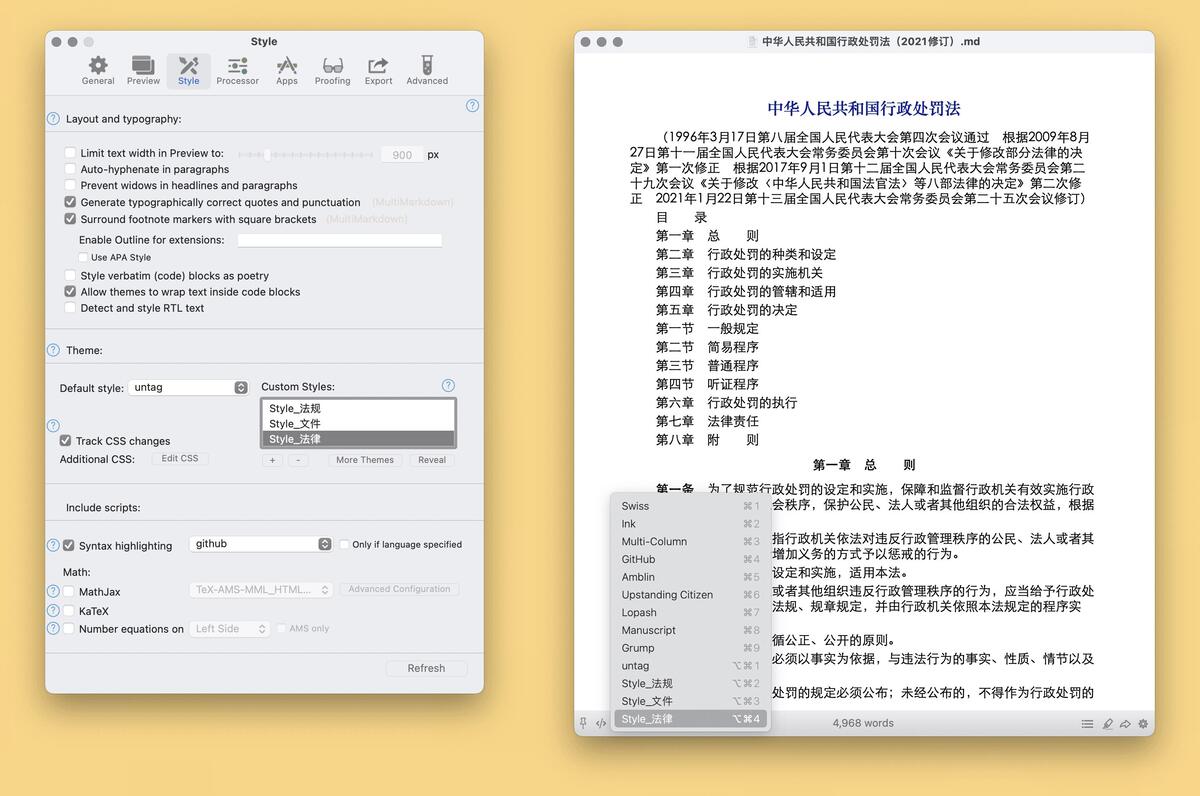 Style
General Preview Style Processor Apps Proofing Export Advanced
Layout and typography:
Limit text width in Preview to: 900 px
Auto-hyphenate in paragraphs
Prevent widows in headlines and paragraphs
Generate typographically correct quotes and punctuation (MultiMarkdown)
Surround footnote markers with square brackets (MultiMarkdown)
Enable Outline for extensions:
Use APA Style
Style verbatim (code) blocks as poetry
Allow themes to wrap text inside code blocks
Detect and style RTL text
Theme:
Default style: untag
Custom Styles:
Style_法规
Style_文件
Style_法律
Track CSS changes
Additional CSS: Edit CSS
+ - More Themes Reveal
Include scripts:
Syntax highlighting github Only if language specified
Math:
MathJax TeX-AMS-MML_HTML... Advanced Configuration
KaTeX
Number equations on Left Side AMS only
Refresh
中华人民共和国行政处罚法（2021修订）.md
中华人民共和国行政处罚法
（1996年3月17日第八届全国人民代表大会第四次会议通过　根据2009年8月
27日第十一届全国人民代表大会常务委员会第十次会议《关于修改部分法律的决
定》第一次修正　根据2017年9月1日第十二届全国人民代表大会常务委员会第二
十九次会议《关于修改〈中华人民共和国法官法〉等八部法律的决定》第二次修
正　2021年1月22日第十三届全国人民代表大会常务委员会第二十五次会议修订）
目　　录
第一章　总　　则
第二章　行政处罚的种类和设定
第三章　行政处罚的实施机关
第四章　行政处罚的管辖和适用
第五章　行政处罚的决定
第一节　一般规定
第二节　简易程序
第三节　普通程序
第四节　听证程序
第六章　行政处罚的执行
第七章　法律责任
第八章　附　　则
第一章　总　　则
第一条　为了规范行政处罚的设定和实施，保障和监督行政机关有效实施行政
会秩序，保护公民、法人或者其他组织的合法权益，根据
指行政机关依法对违反行政管理秩序的公民、法人或者其
增加义务的方式予以惩戒的行为。
设定和实施，适用本法。
或者其他组织违反行政管理秩序的行为，应当给予行政处
法规、规章规定，并由行政机关依照本法规定的程序实
循公正、公开的原则。
必须以事实为依据，与违法行为的事实、性质、情节以及
处罚的规定必须公布；未经公布的，不得作为行政处罚的
Swiss ⌘1
Ink ⌘2
Multi-Column ⌘3
GitHub ⌘4
Amblin ⌘5
Upstanding Citizen ⌘6
Lopash ⌘7
Manuscript ⌘8
Grump ⌘9
untag ⌥⌘1
Style_法规 ⌥⌘2
Style_文件 ⌥⌘3
Style_法律 ⌥⌘4
4,968 words